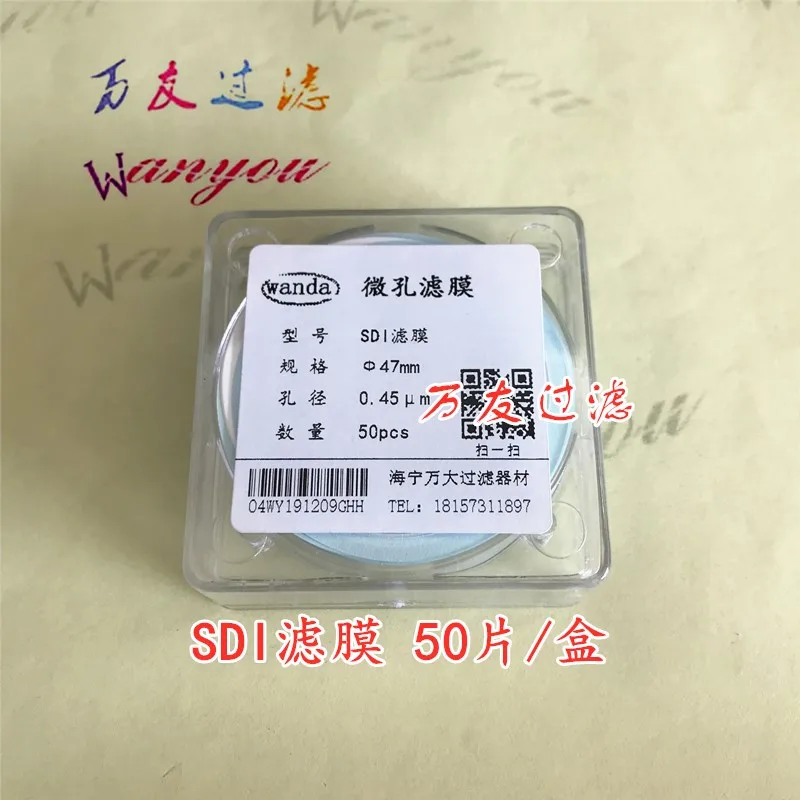 万友过滤
Wanyou
wanda 微孔滤膜
型号 SDI滤膜
规格 Φ47mm
孔径 0.45μm
万友过滤
数量 50pcs
扫一扫
海宁万大过滤器材
04WY191209GHH TEL: 18157311897
SDI滤膜 50片/盒